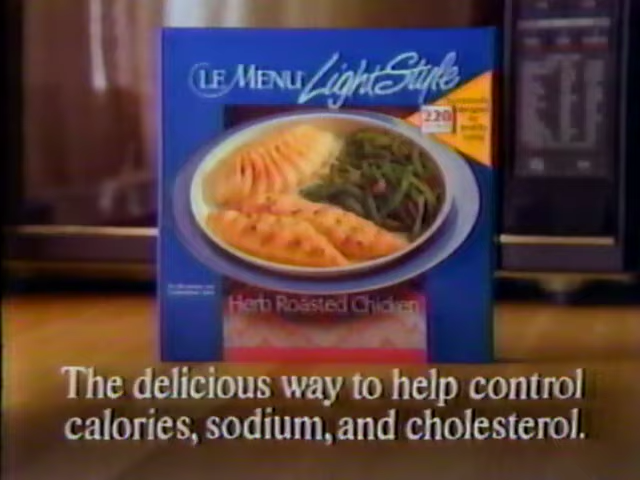 LE MENU LightStyle
220
Herb Roasted Chicken
The delicious way to help control
calories, sodium, and cholesterol.